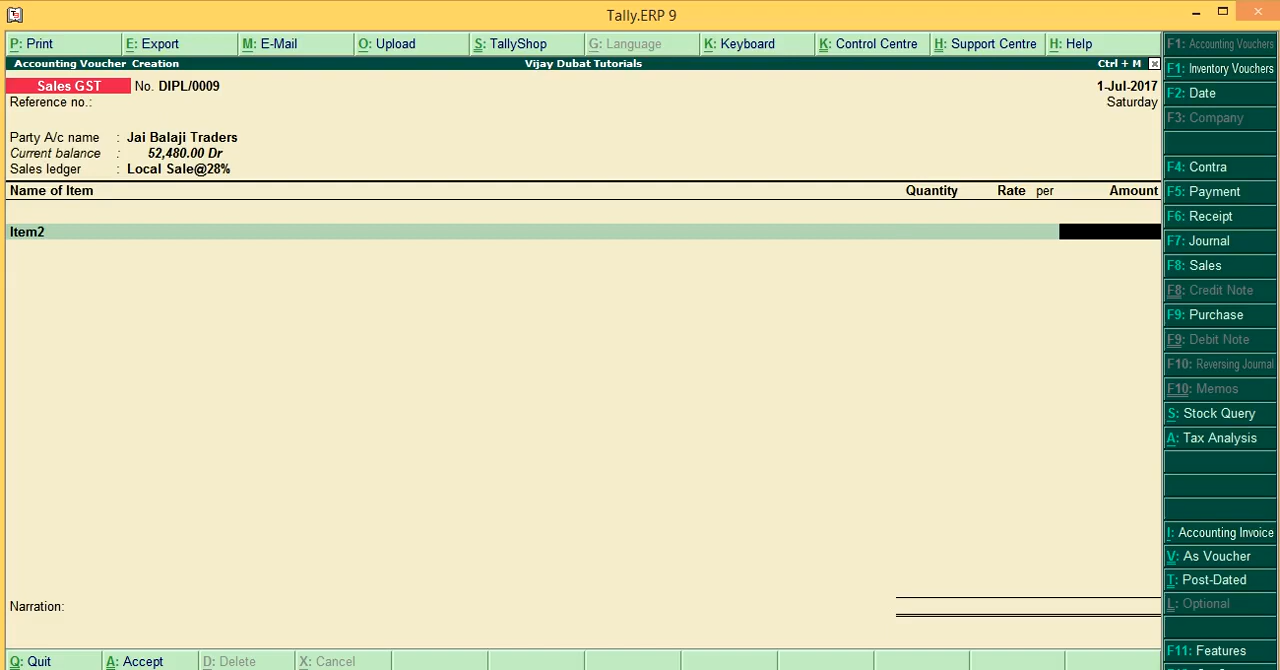 Tally.ERP 9
P: Print E: Export M: E-Mail O: Upload S: TallyShop G: Language K: Keyboard K: Control Centre H: Support Centre H: Help
Accounting Voucher Creation Vijay Dubat Tutorials Ctrl + M
Sales GST No. DIPL/0009 1-Jul-2017
Reference no.: Saturday
Party A/c name : Jai Balaji Traders
Current balance : 52,480.00 Dr
Sales ledger : Local Sale@28%
Name of Item Quantity Rate per Amount
Item2
Narration:
Q: Quit A: Accept D: Delete X: Cancel
F1: Accounting Vouchers
F1: Inventory Vouchers
F2: Date
F3: Company
F4: Contra
F5: Payment
F6: Receipt
F7: Journal
F8: Sales
F8: Credit Note
F9: Purchase
F9: Debit Note
F10: Reversing Journal
F10: Memos
S: Stock Query
A: Tax Analysis
I: Accounting Invoice
V: As Voucher
T: Post-Dated
L: Optional
F11: Features